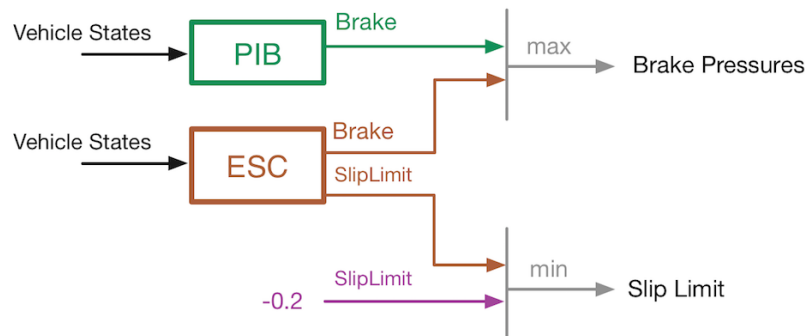 Vehicle States
PIB
Brake
max
Brake Pressures
Vehicle States
ESC
Brake
SlipLimit
SlipLimit
-0.2
min
Slip Limit